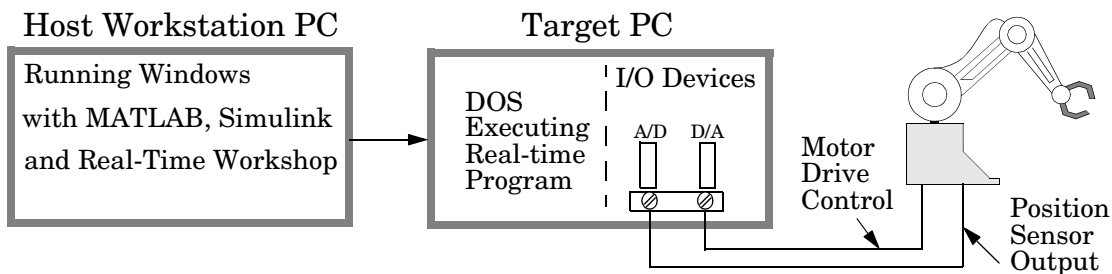 Host Workstation PC
Running Windows
with MATLAB, Simulink
and Real-Time Workshop
Target PC
DOS
Executing
Real-time
Program
I/O Devices
A/D D/A
Motor
Drive
Control
Position
Sensor
Output